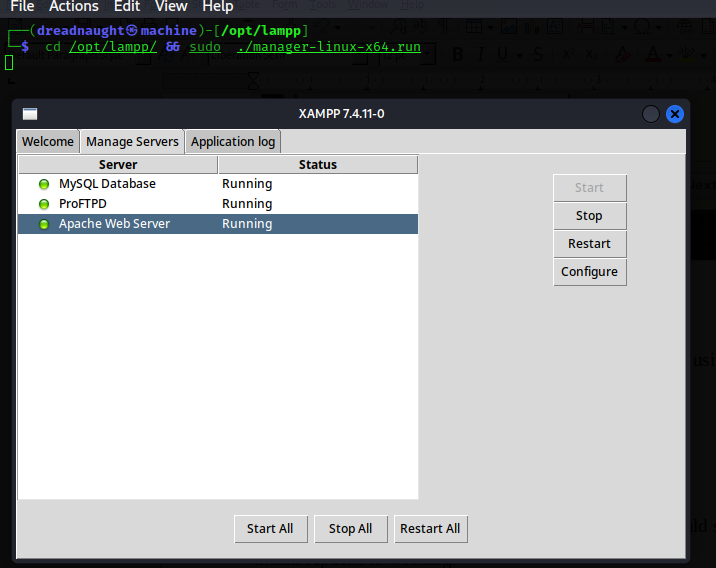 File Actions Edit View Help
┌──(dreadnaught㉿machine)-[/opt/lampp]
└─$ cd /opt/lampp/ && sudo ./manager-linux-x64.run
XAMPP 7.4.11-0
Welcome Manage Servers Application log
Server Status
MySQL Database Running
ProFTPD Running
Apache Web Server Running
Start
Stop
Restart
Configure
Start All Stop All Restart All